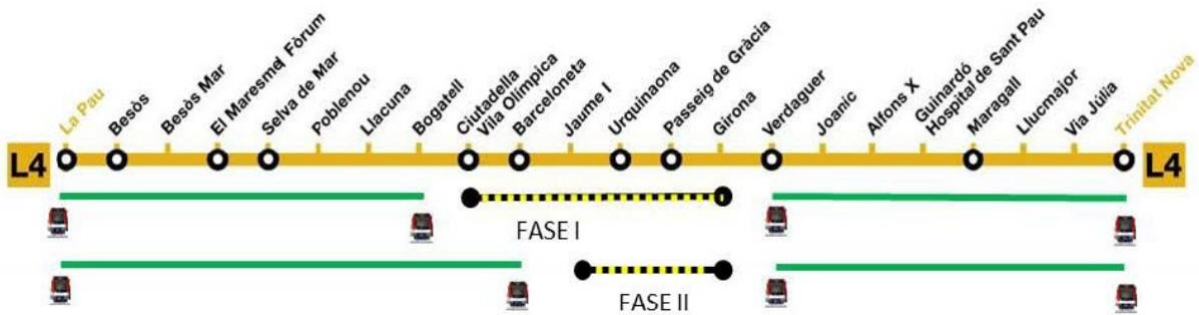 L4
La Pau
Besòs
Besòs Mar
El Maresmel Fòrum
Selva de Mar
Poblenou
Llacuna
Bogatell
Ciutadella
Vila Olímpica
Barceloneta
Jaume I
Urquinaona
Passeig de Gràcia
Girona
Verdaguer
Joanic
Alfons X
Guinardó
Hospital de Sant Pau
Maragall
Llucmajor
Via Júlia
Trinitat Nova
L4
FASE I
FASE II